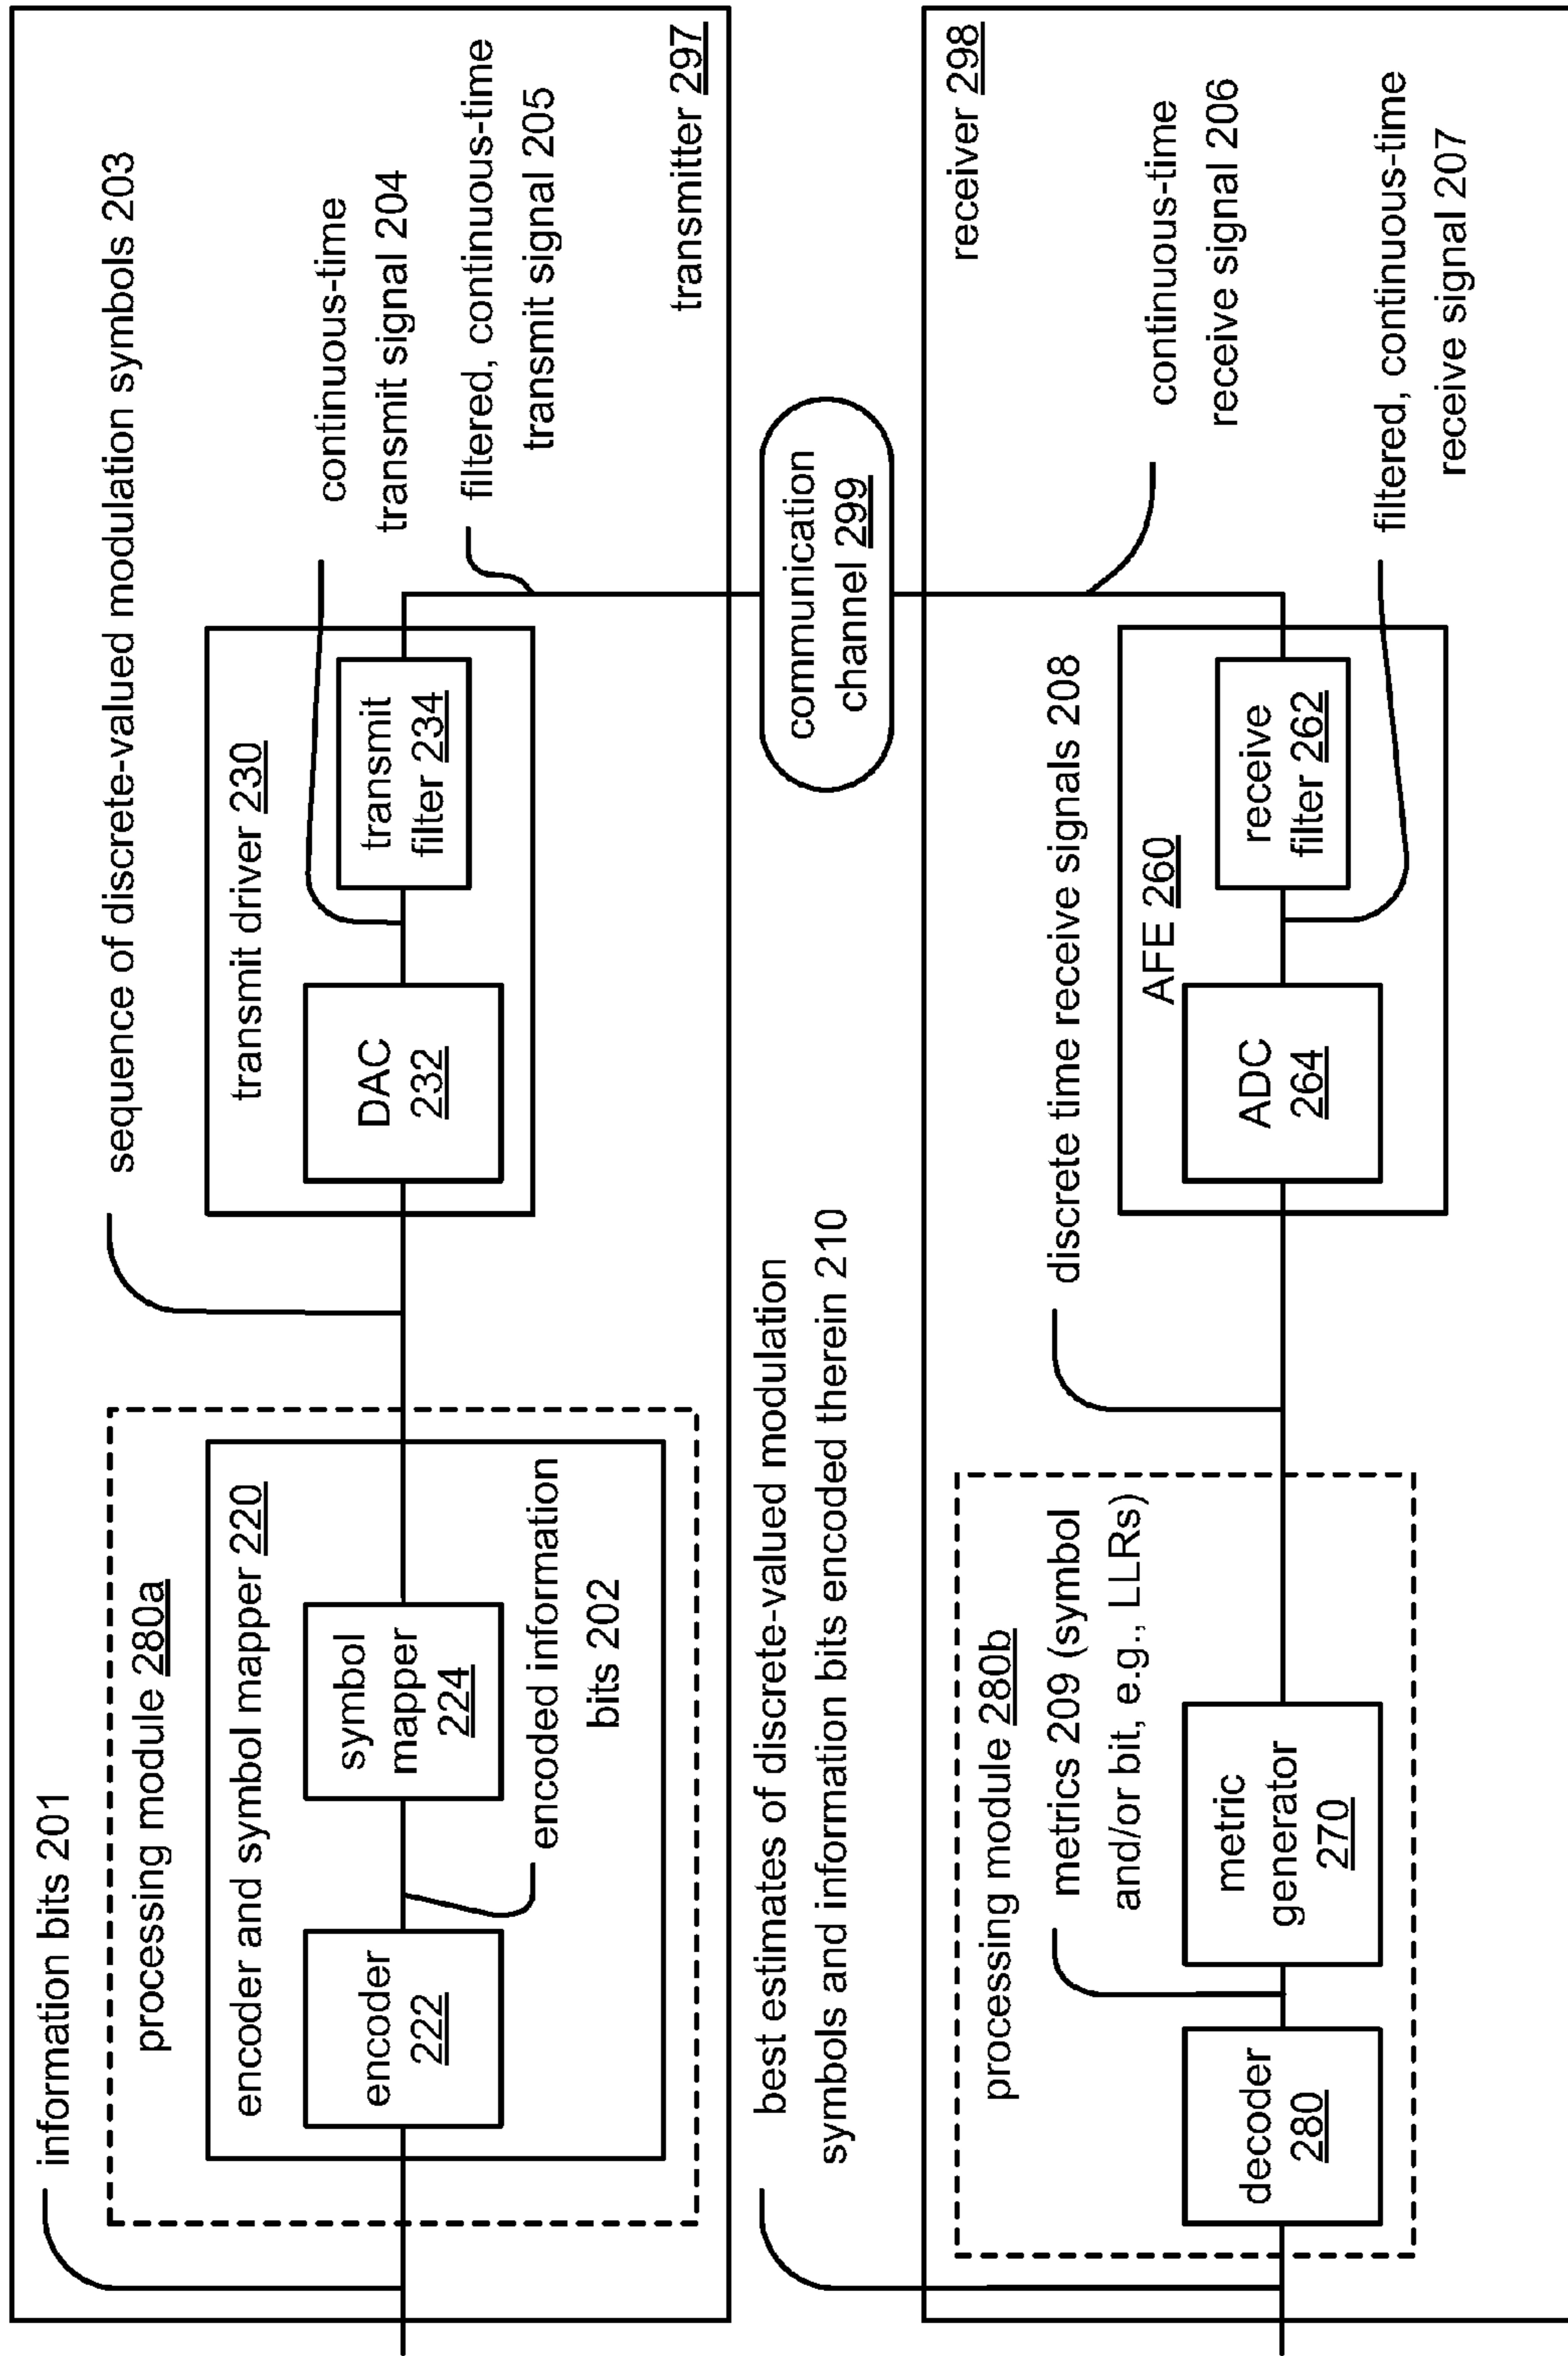 information bits 201
sequence of discrete-valued modulation symbols 203
processing module 280a
encoder and symbol mapper 220
encoder
222
symbol
mapper
224
encoded information
bits 202
transmit driver 230
DAC
232
transmit
filter 234
continuous-time
transmit signal 204
filtered, continuous-time
transmit signal 205
transmitter 297
communication
channel 299
best estimates of discrete-valued modulation
symbols and information bits encoded therein 210
receiver 298
processing module 280b
metrics 209 (symbol
and/or bit, e.g., LLRs)
decoder
280
metric
generator
270
discrete time receive signals 208
AFE 260
ADC
264
receive
filter 262
continuous-time
receive signal 206
filtered, continuous-time
receive signal 207